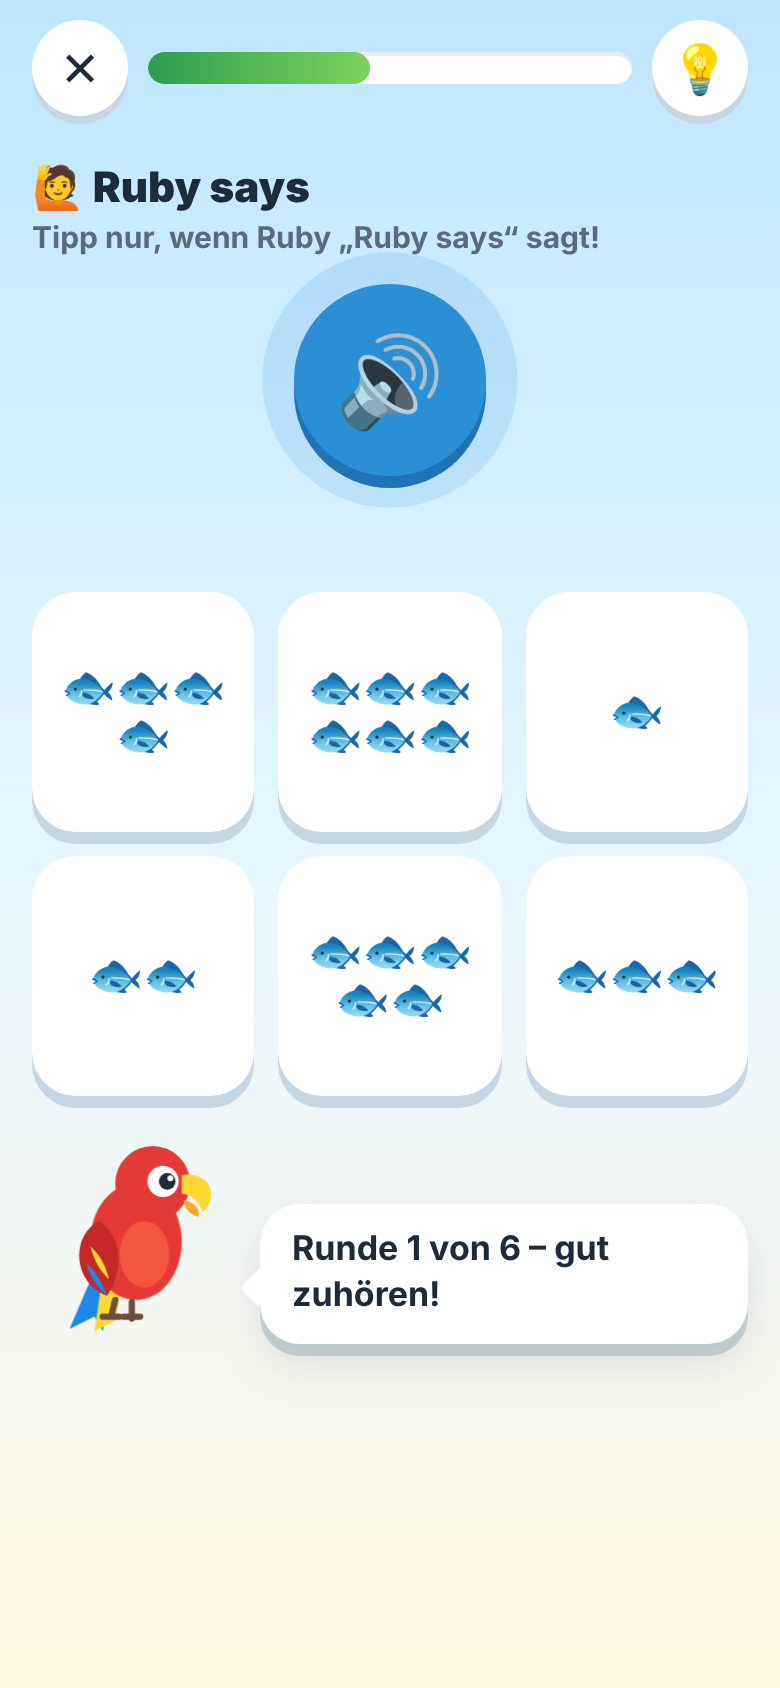 Ruby says
Tipp nur, wenn Ruby „Ruby says“ sagt!
Runde 1 von 6 – gut
zuhören!